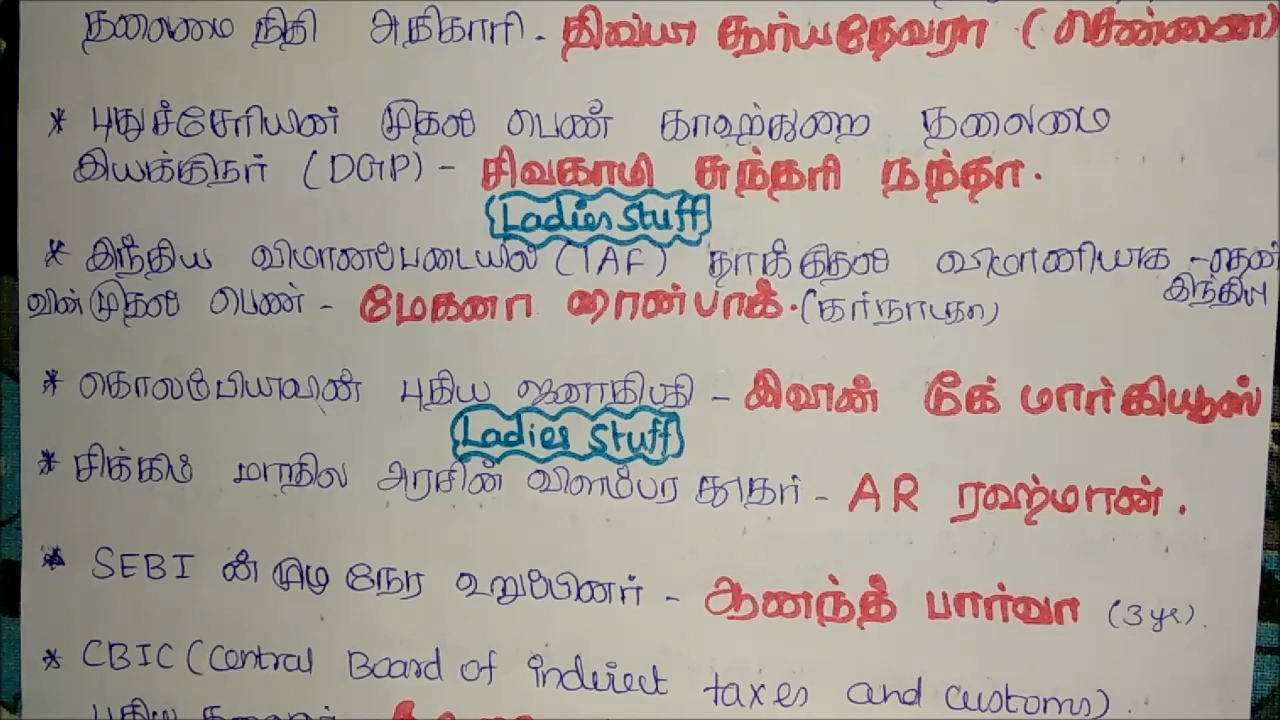 தலைமை நிதி அதிகாரி - திவ்யா சூர்யதேவரா (சென்னை)
* புதுச்சேரியின் முதல் பெண் காவற்துறை தலைமை
இயக்குநர் (DGP) - சிவகாமி சுந்தரி நந்தா.
Ladies Stuff
* இந்திய விமானப்படையில் (IAF) தாக்குதல் விமானியாக - தென்
இந்திய
வின் முதல் பெண் - மேகனா ஷான்பாக். (கர்நாடகா)
* கொலம்பியாவின் புதிய ஜனாதிபதி - இவான் டூகே மார்கியூஸ்
Ladies Stuff
* சிக்கிம் மாநில அரசின் விளம்பர தூதர் - AR ரஹ்மான்.
* SEBI ன் முழு நேர உறுப்பினர் - ஆனந்த் பார்வா (3 yr).
* CBIC (Central Board of indirect taxes and customs).
புதிய தலைவர்